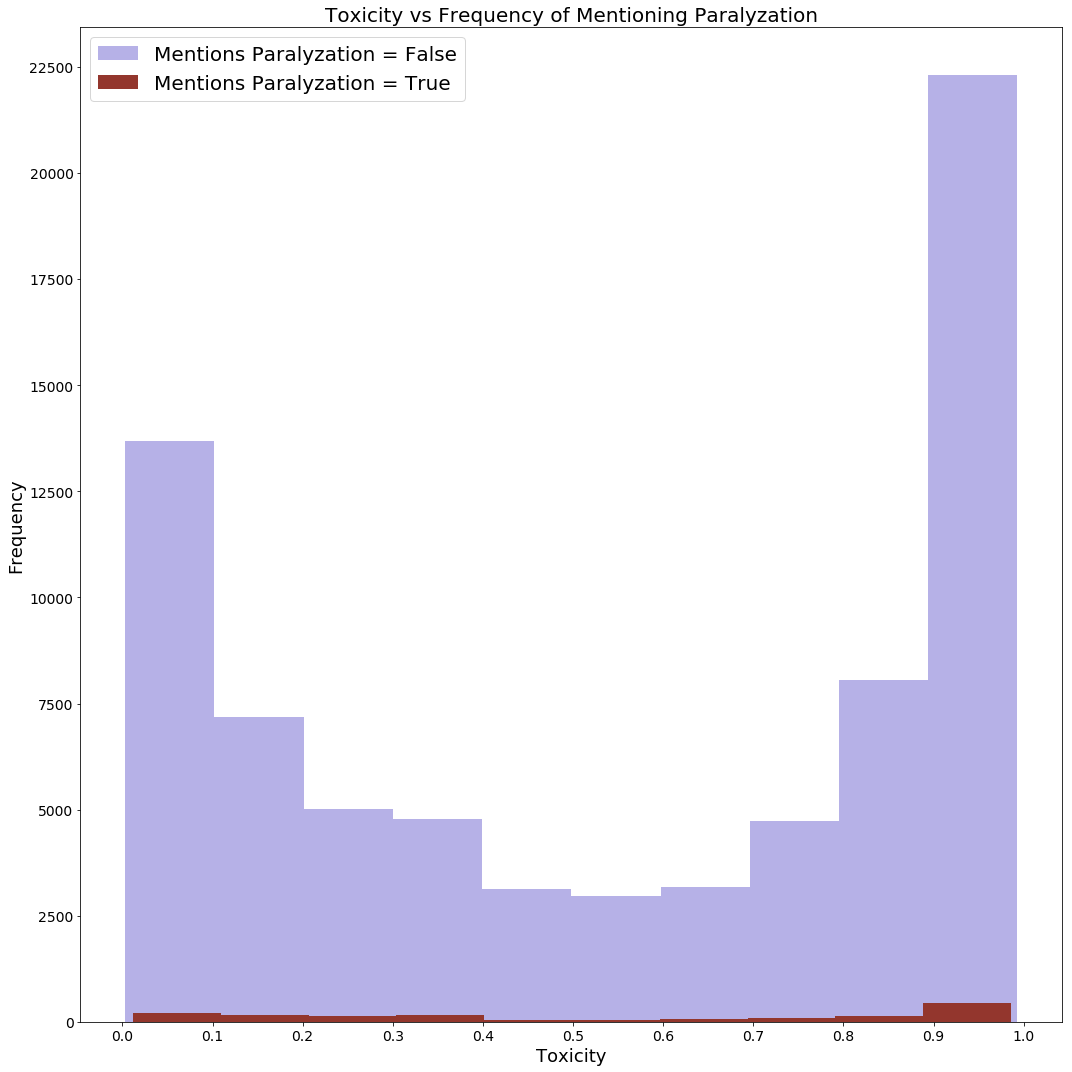 Toxicity vs Frequency of Mentioning Paralyzation
Mentions Paralyzation = False
Mentions Paralyzation = True
22500
20000
17500
15000
12500
10000
7500
5000
2500
0
Frequency
0.0 0.1 0.2 0.3 0.4 0.5 0.6 0.7 0.8 0.9 1.0
Toxicity